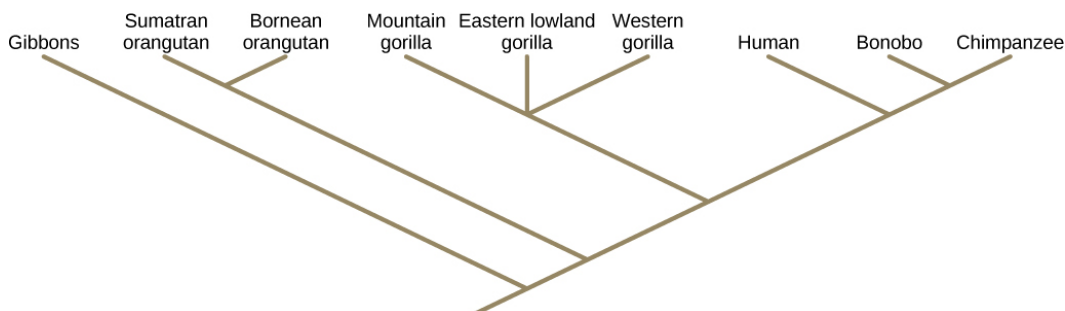 Gibbons
Sumatran
orangutan
Bornean
orangutan
Mountain
gorilla
Eastern lowland
gorilla
Western
gorilla
Human
Bonobo
Chimpanzee